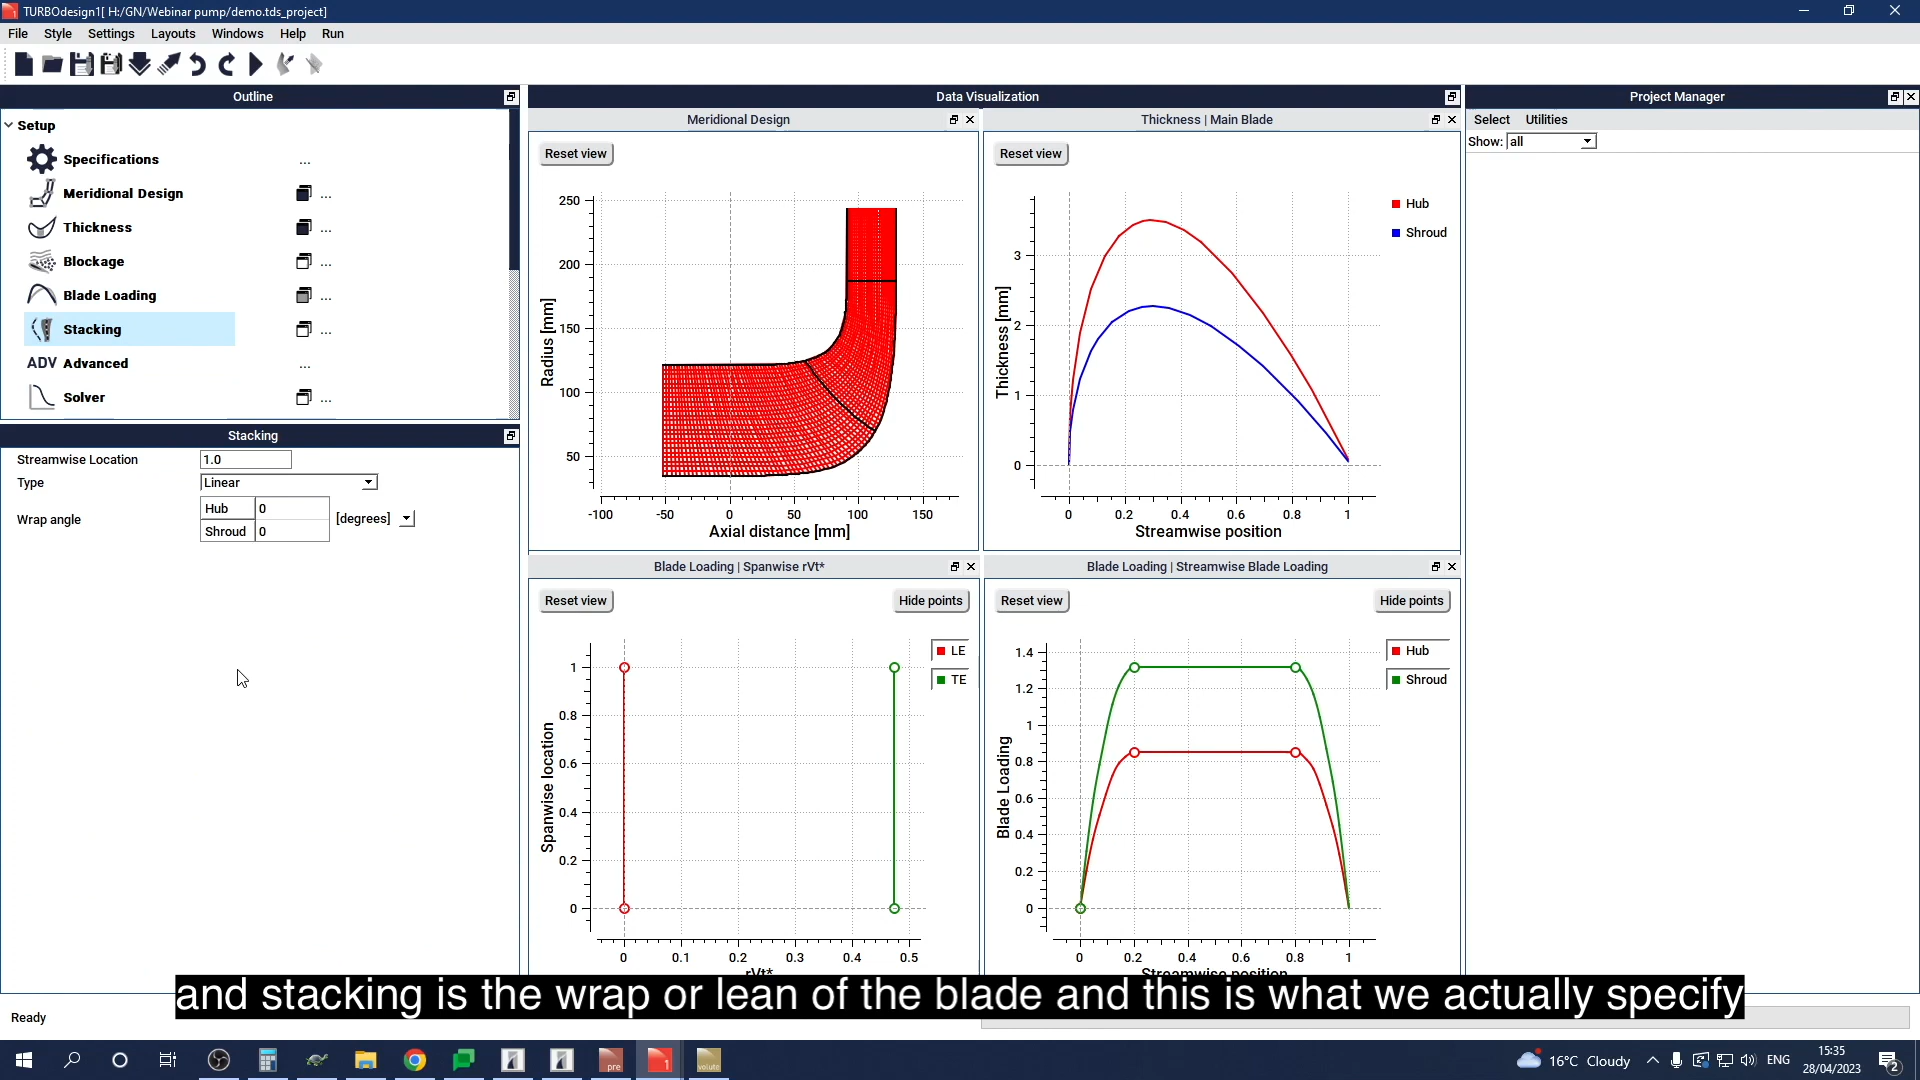 TURBOdesign1[ H:/GN/Webinar pump/demo.tds_project]
File Style Settings Layouts Windows Help Run
Outline
Setup
Specifications ...
Meridional Design ...
Thickness ...
Blockage ...
Blade Loading ...
Stacking ...
ADV Advanced ...
Solver ...
Stacking
Streamwise Location 1.0
Type Linear
Wrap angle Hub 0 [degrees]
Shroud 0
Data Visualization
Meridional Design
Reset view
250
200
150
100
50
Radius [mm]
-100 -50 0 50 100 150
Axial distance [mm]
Thickness | Main Blade
Reset view
Hub
Shroud
3
2
1
0
Thickness [mm]
0 0.2 0.4 0.6 0.8 1
Streamwise position
Blade Loading | Spanwise rVt*
Reset view Hide points
LE
TE
1
0.8
0.6
0.4
0.2
0
Spanwise location
0 0.1 0.2 0.3 0.4 0.5
rVt*
Blade Loading | Streamwise Blade Loading
Reset view Hide points
Hub
Shroud
1.4
1.2
1
0.8
0.6
0.4
0.2
0
Blade Loading
0 0.2 0.4 0.6 0.8 1
Streamwise position
Project Manager
Select Utilities
Show: all
and stacking is the wrap or lean of the blade and this is what we actually specify
Ready
pre
1
volute
16°C Cloudy
ENG
15:35
28/04/2023
2